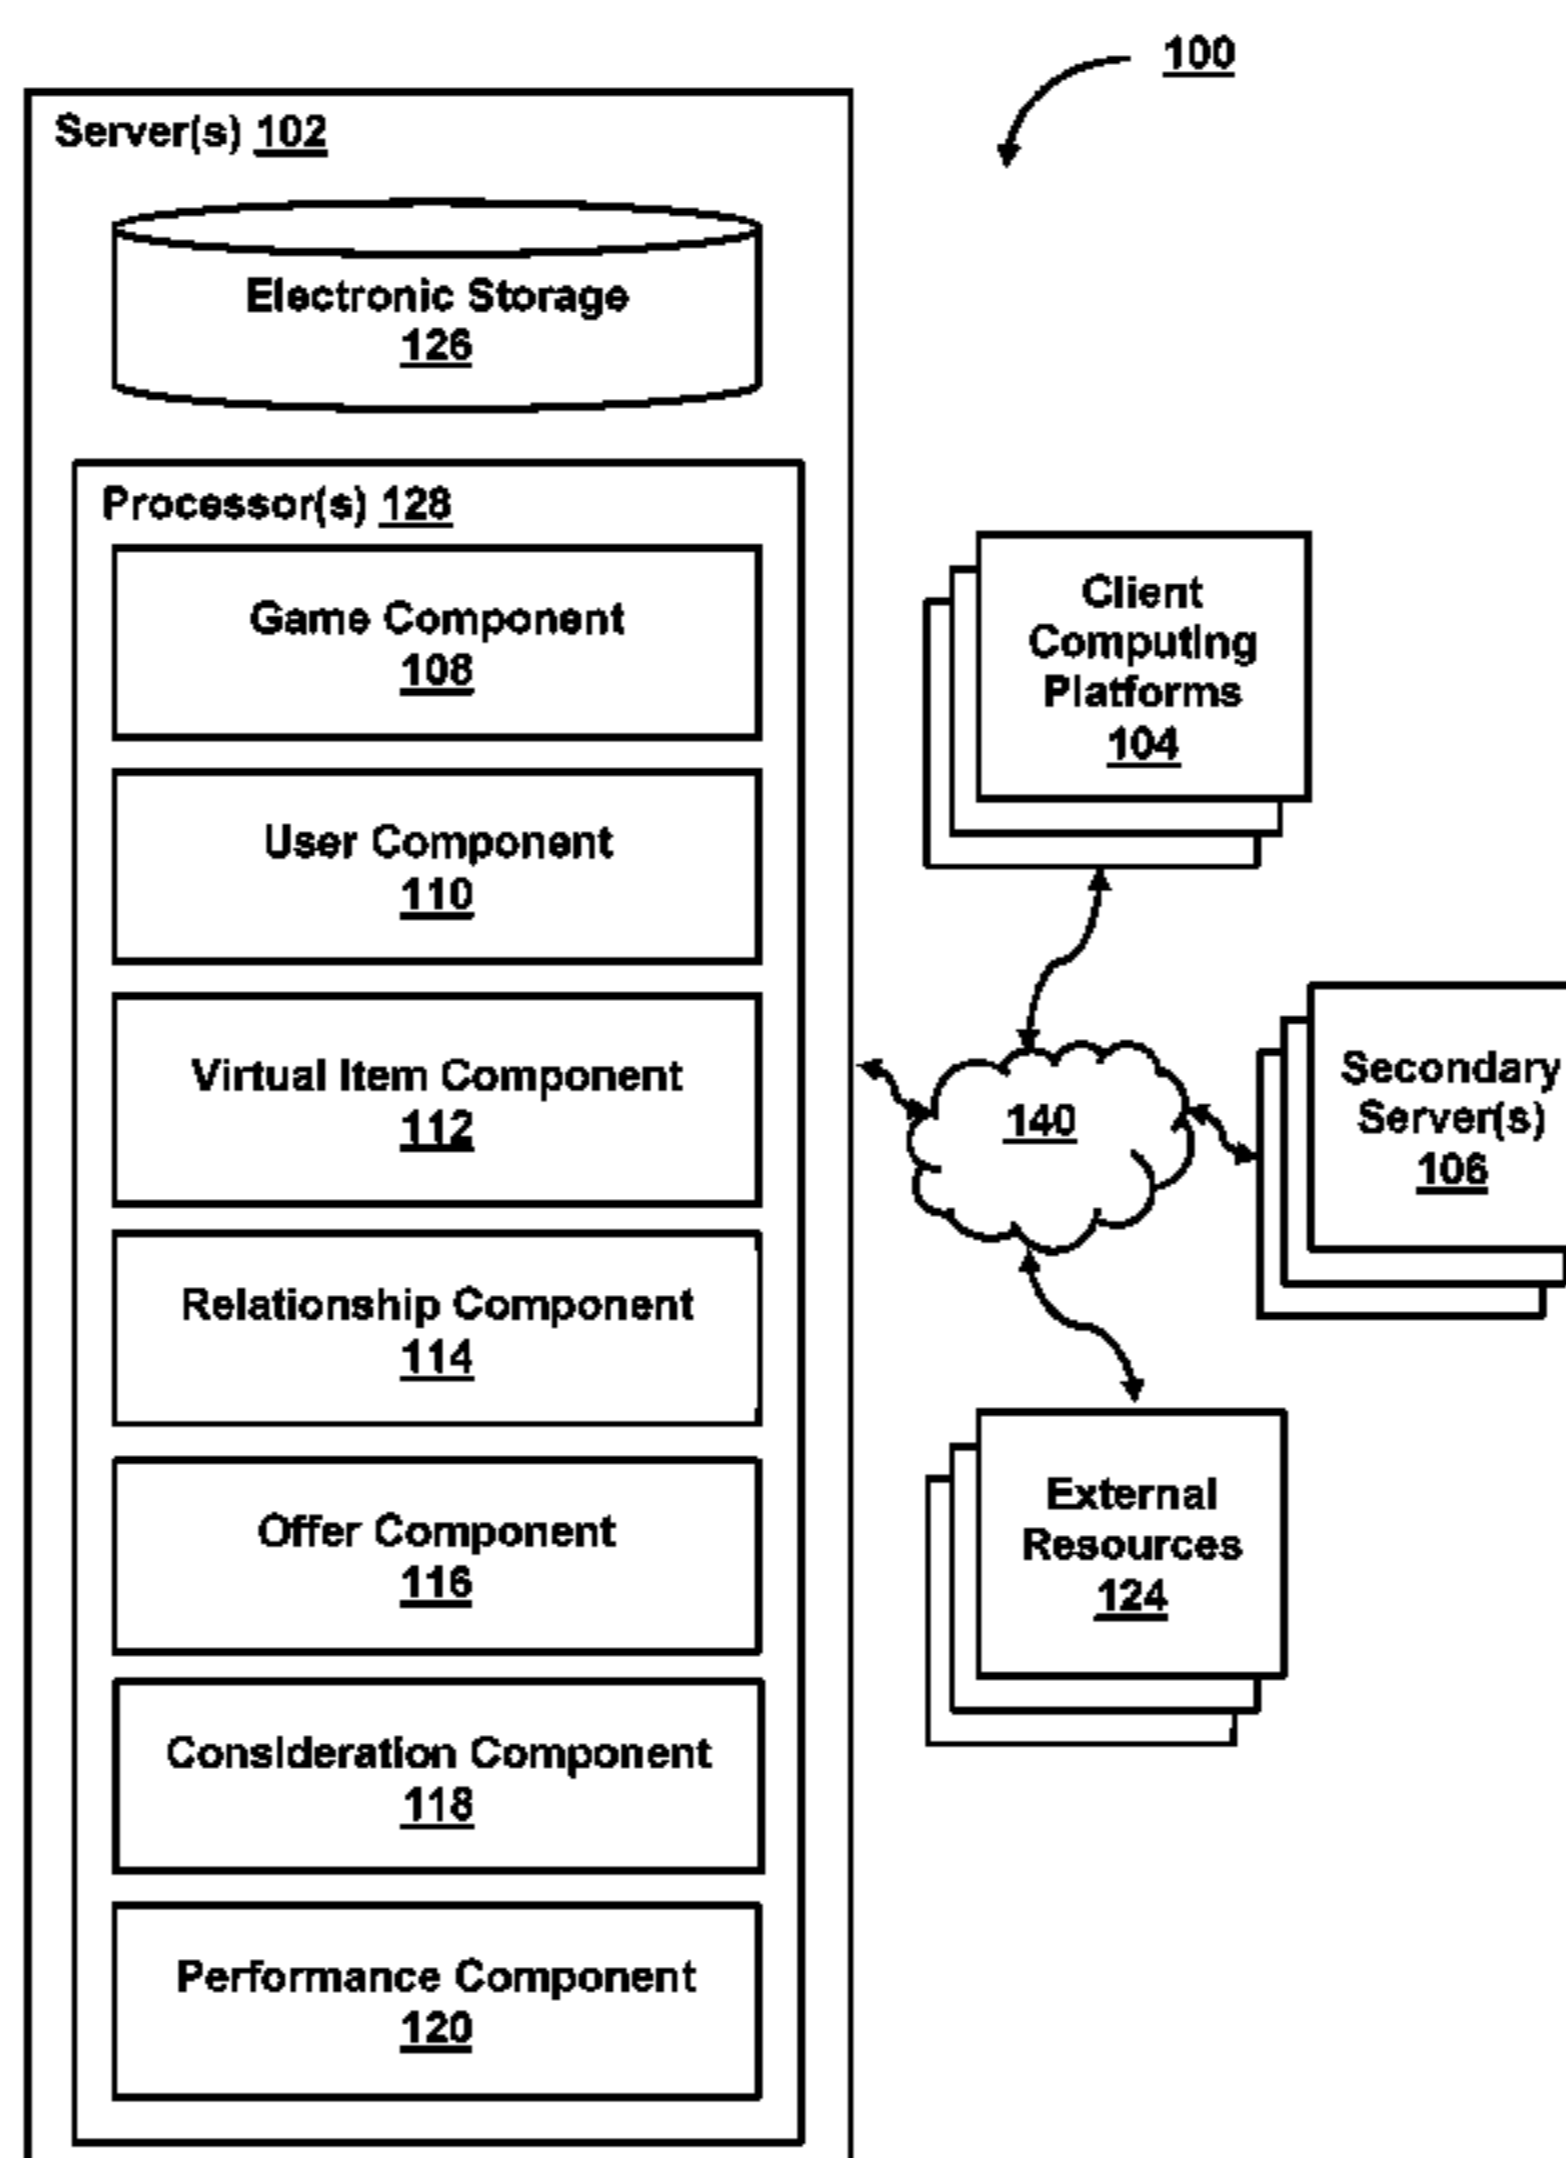 100
Server(s) 102
Electronic Storage
126
Processor(s) 128
Game Component
108
User Component
110
Virtual Item Component
112
Relationship Component
114
Offer Component
116
Consideration Component
118
Performance Component
120
Client
Computing
Platforms
104
140
Secondary
Server(s)
106
External
Resources
124